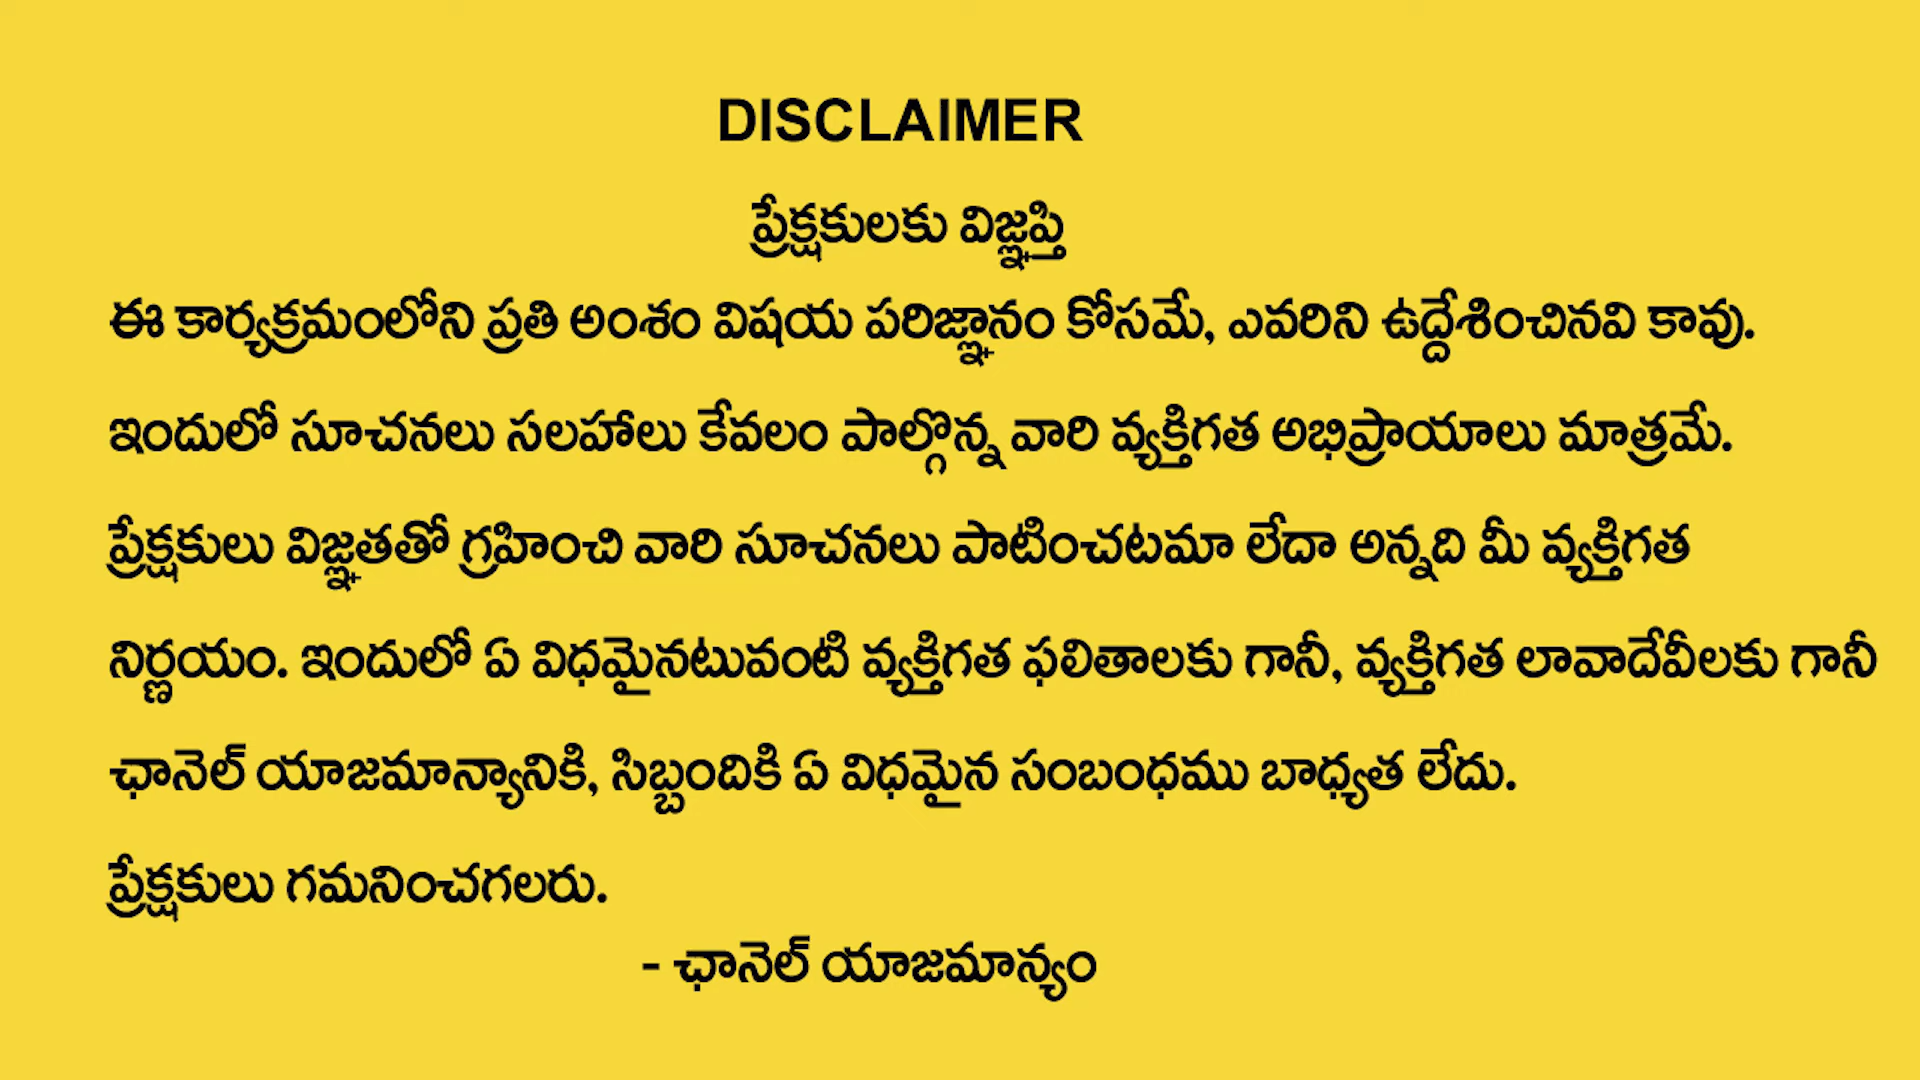 DISCLAIMER
ప్రేక్షకులకు విజ్ఞప్తి
ఈ కార్యక్రమంలోని ప్రతి అంశం విషయ పరిజ్ఞానం కోసమే, ఎవరిని ఉద్దేశించినవి కావు.
ఇందులో సూచనలు సలహాలు కేవలం పాల్గొన్న వారి వ్యక్తిగత అభిప్రాయాలు మాత్రమే.
ప్రేక్షకులు విజ్ఞతతో గ్రహించి వారి సూచనలు పాటించటమా లేదా అన్నది మీ వ్యక్తిగత
నిర్ణయం. ఇందులో ఏ విధమైనటువంటి వ్యక్తిగత ఫలితాలకు గానీ, వ్యక్తిగత లావాదేవీలకు గానీ
ఛానెల్ యాజమాన్యానికి, సిబ్బందికి ఏ విధమైన సంబంధము బాధ్యత లేదు.
ప్రేక్షకులు గమనించగలరు.
- ఛానెల్ యాజమాన్యం